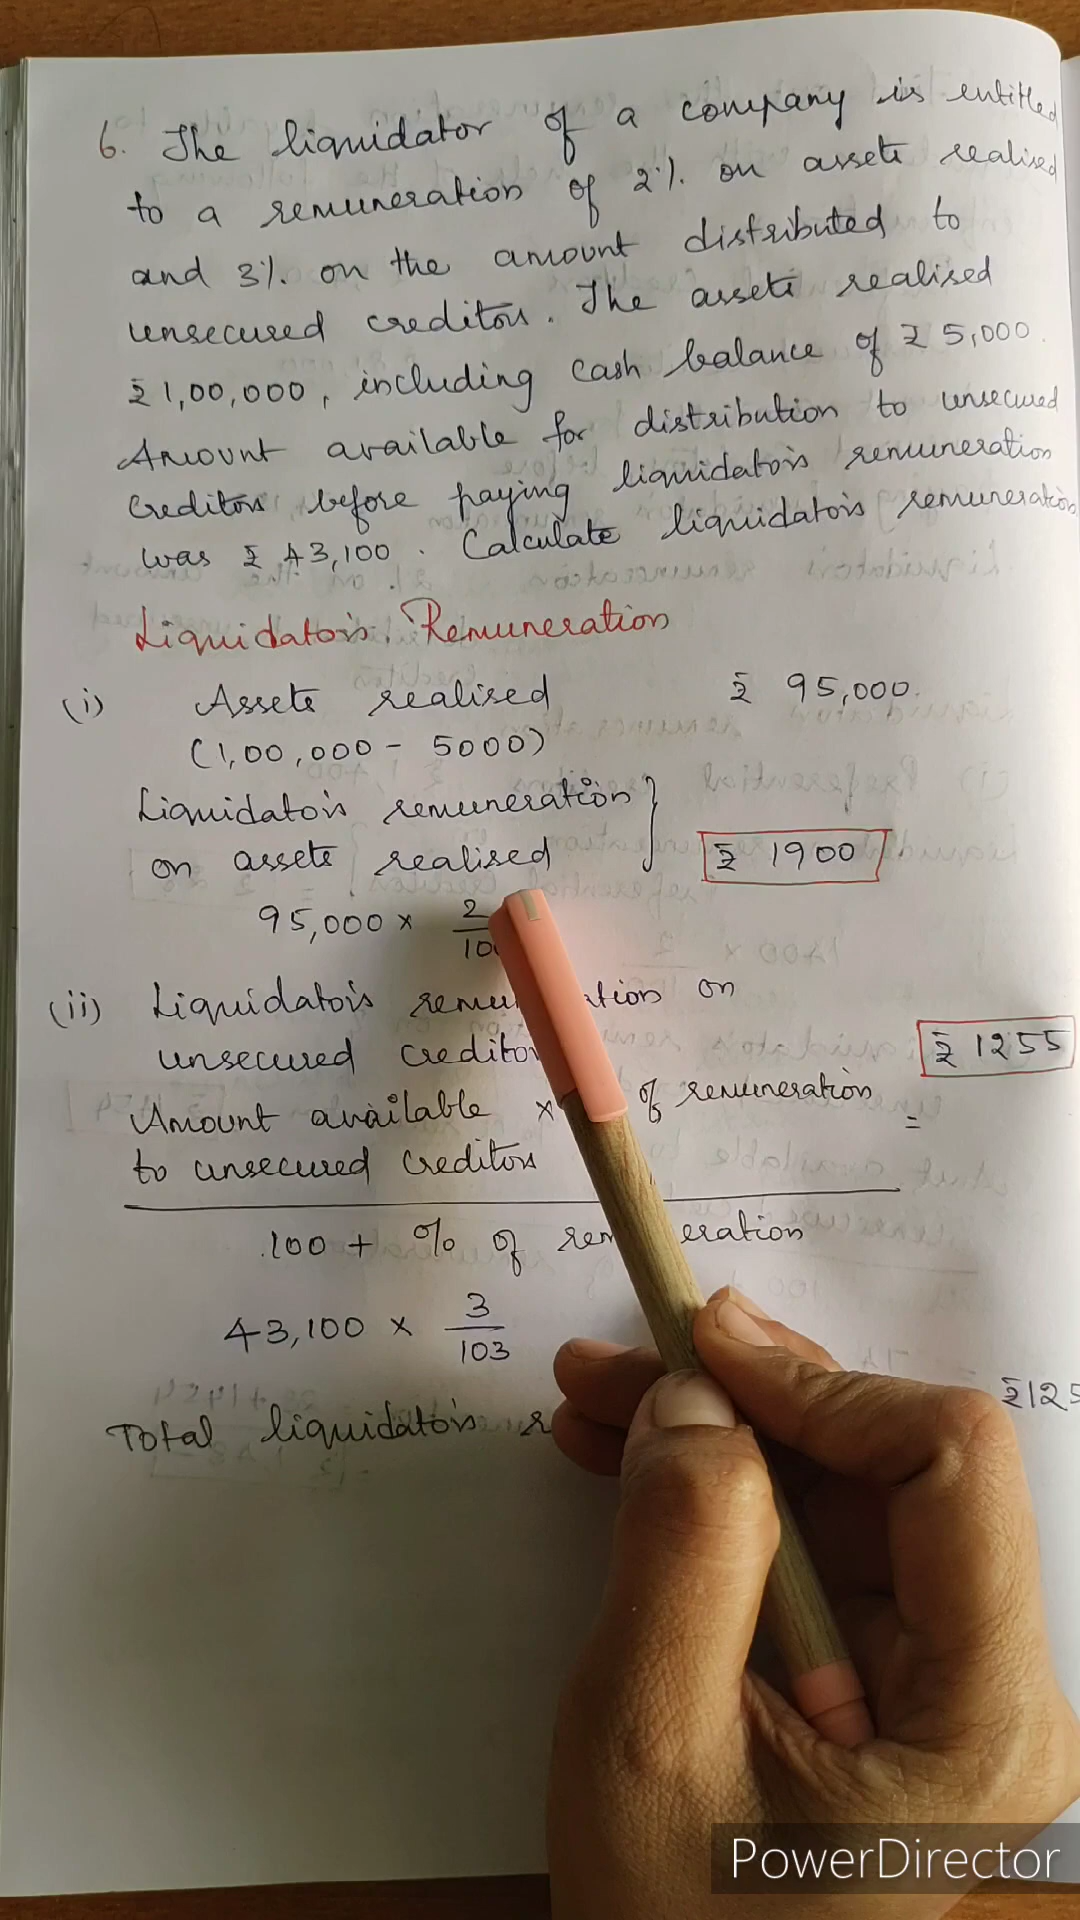 6. The liquidator of a company is entitled
to a remuneration of 2%. on assets realised
and 3%. on the amount distributed to
unsecured creditors. The assets realised
₹ 1,00,000, including cash balance of ₹ 5,000.
Amount available for distribution to unsecured
creditors before paying liquidator's remuneration
was ₹ 43,100. Calculate liquidator's remuneration
Liquidator's Remuneration
(i) Assets realised ₹ 95,000.
(1,00,000 - 5000)
Liquidator's remuneration
on assets realised } ₹ 1900
95,000 × 2/10
(ii) Liquidator's on
unsecured ₹ 1255
Amount available × of remuneration =
to unsecured creditors
100 + % of
43,100 × 3/103
₹125
Total liquidator's
PowerDirector